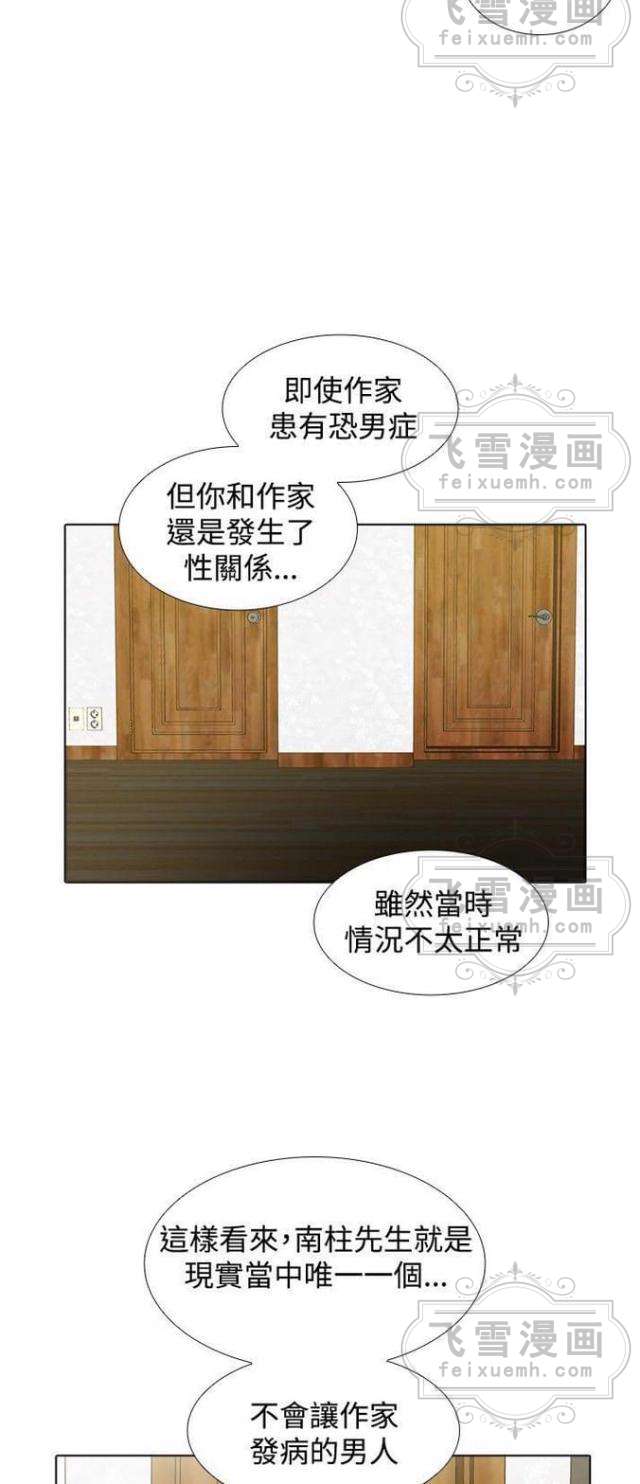 飞雪漫画
feixuemh.com
即使作家
患有恐男症
飞雪漫画
feixuemh.com
但你和作家
還是發生了
性關係...
飞雪漫画
feixuemh.com
雖然當時
情況不太正常
這樣看來,南柱先生就是
現實當中唯一一個...
飞雪漫画
feixuemh.com
不會讓作家
發病的男人